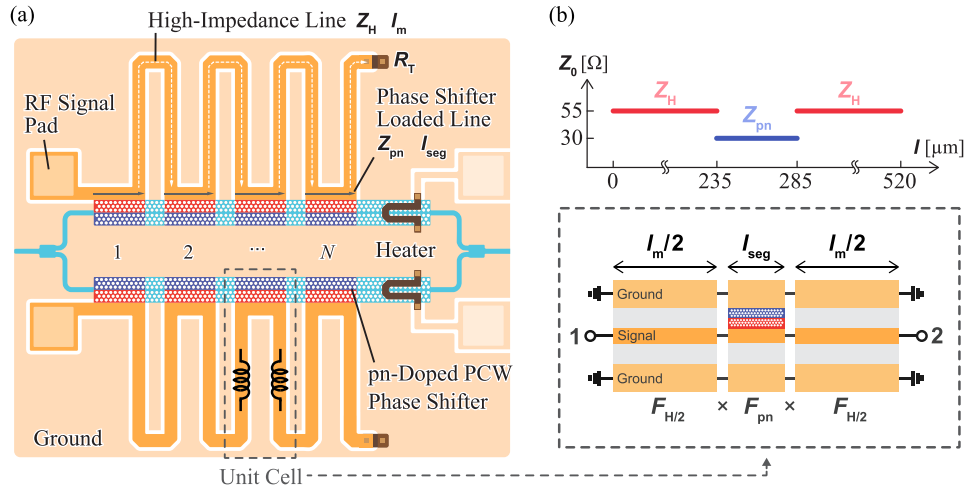 (a)
High-Impedance Line Z_H l_m
R_T
RF Signal
Pad
Phase Shifter
Loaded Line
Z_pn l_seg
1 2 ... N Heater
pn-Doped PCW
Phase Shifter
Ground
Unit Cell
(b)
Z_0 [Ω]
Z_H Z_pn Z_H
55
30
l [μm]
0 235 285 520
l_m/2 l_seg l_m/2
Ground
1 Signal 2
Ground
F_H/2 × F_pn × F_H/2